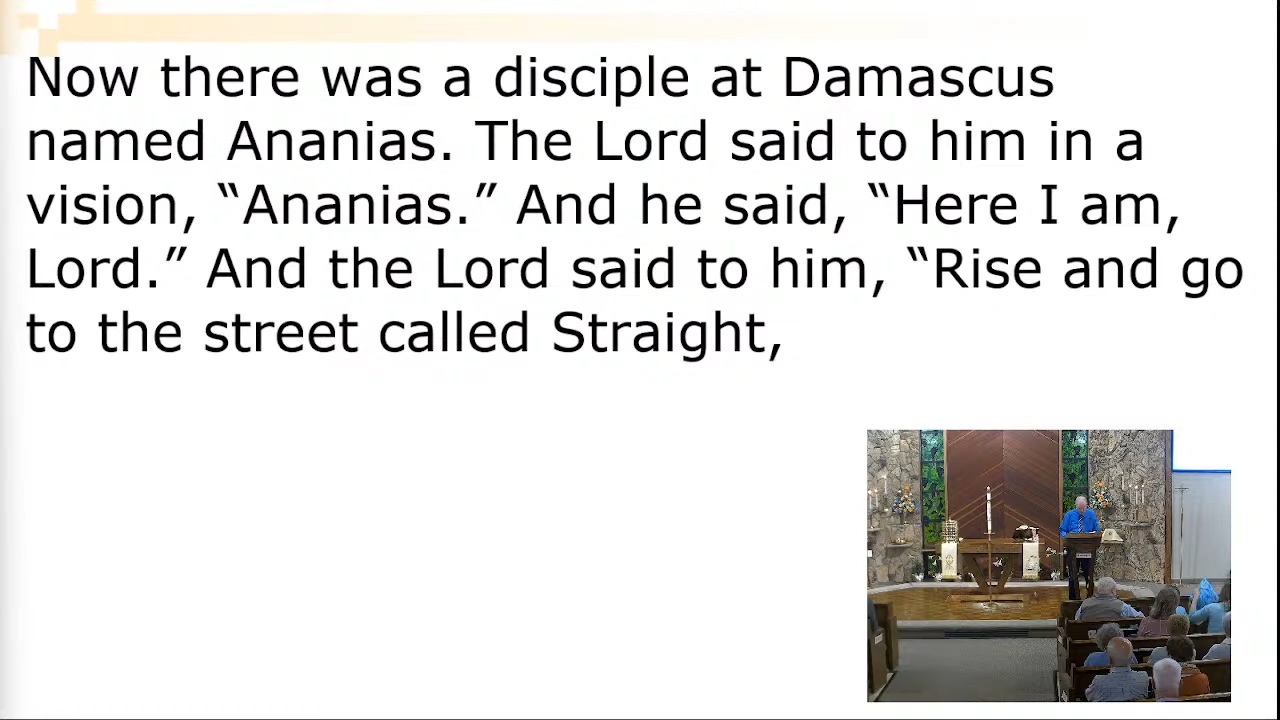 Now there was a disciple at Damascus
named Ananias. The Lord said to him in a
vision, “Ananias.” And he said, “Here I am,
Lord.” And the Lord said to him, “Rise and go
to the street called Straight,